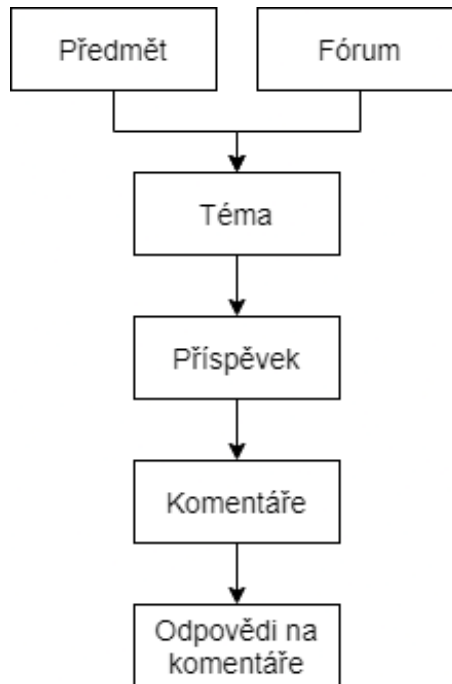 Předmět
Fórum
Téma
Příspěvek
Komentáře
Odpovědi na
komentáře